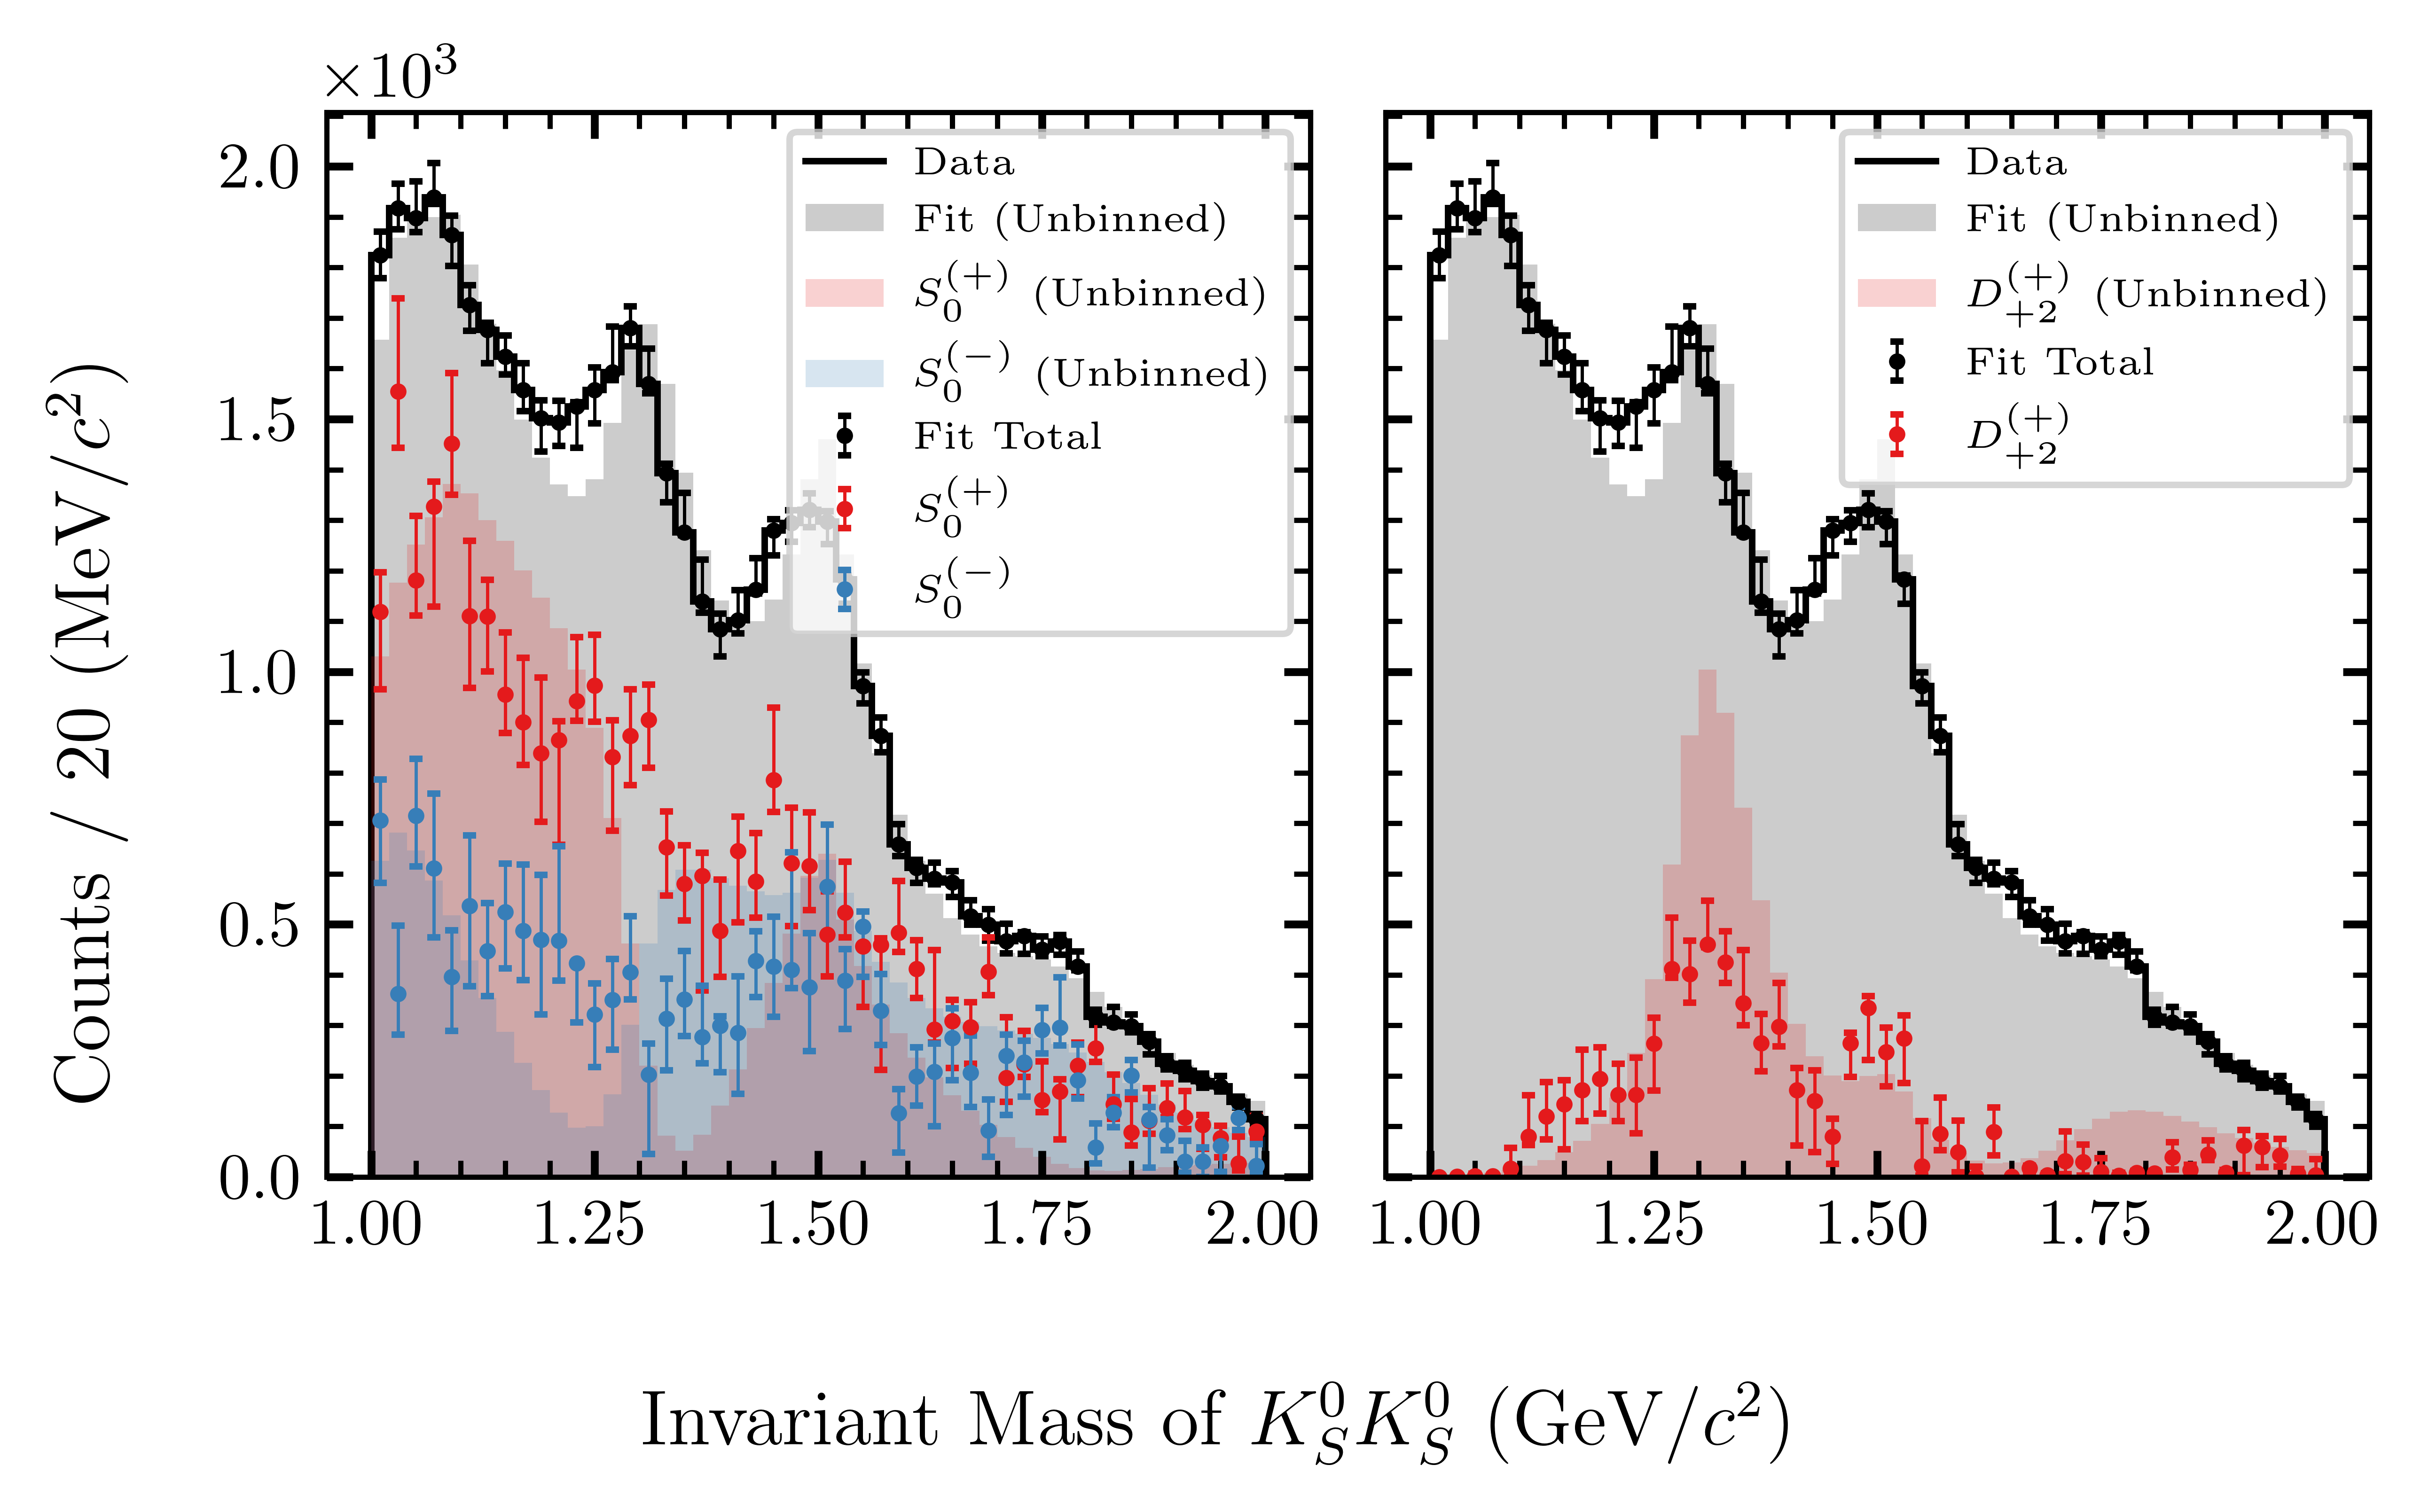 ×10³
Counts / 20 (MeV/c²)
2.0
1.5
1.0
0.5
0.0
Data
Fit (Unbinned)
S₀⁽⁺⁾ (Unbinned)
S₀⁽⁻⁾ (Unbinned)
Fit Total
S₀⁽⁺⁾
S₀⁽⁻⁾
1.00 1.25 1.50 1.75 2.00
Data
Fit (Unbinned)
D₊₂⁽⁺⁾ (Unbinned)
Fit Total
D₊₂⁽⁺⁾
1.00 1.25 1.50 1.75 2.00
Invariant Mass of K_S⁰K_S⁰ (GeV/c²)